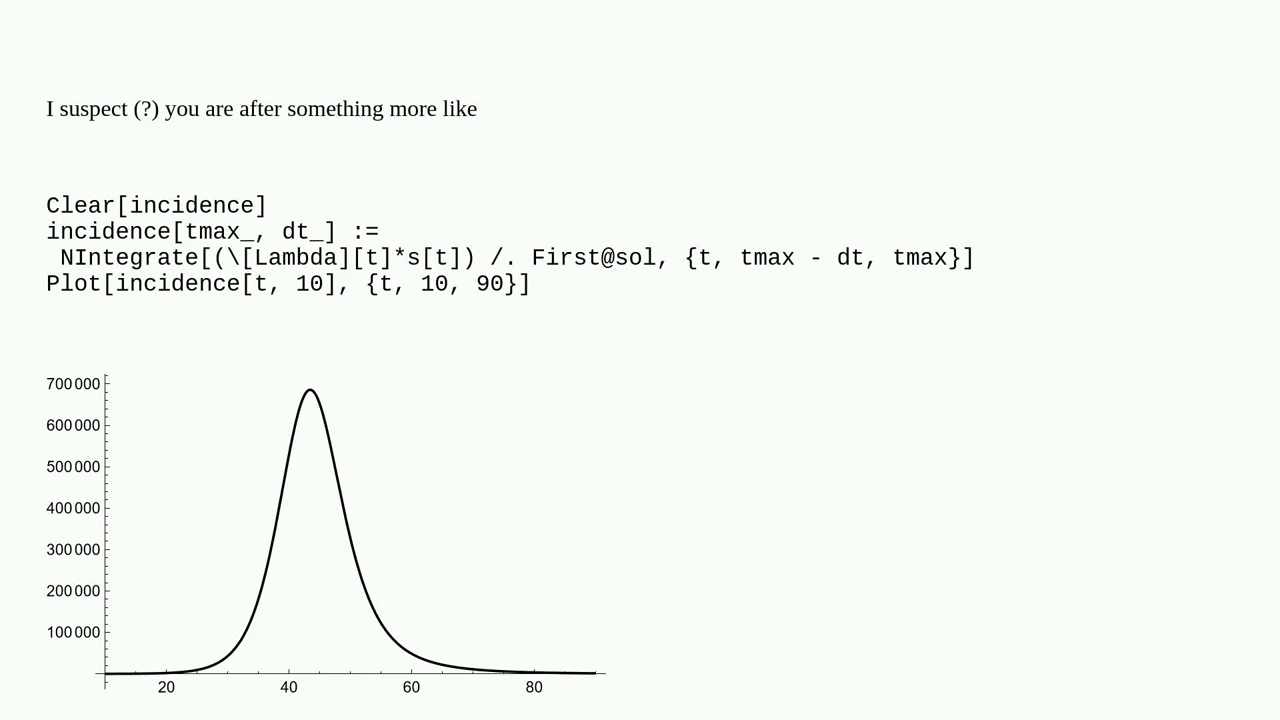 I suspect (?) you are after something more like
Clear[incidence]
incidence[tmax_, dt_] :=
 NIntegrate[(\[Lambda][t]*s[t]) /. First@sol, {t, tmax - dt, tmax}]
Plot[incidence[t, 10], {t, 10, 90}]
700 000
600 000
500 000
400 000
300 000
200 000
100 000
20 40 60 80